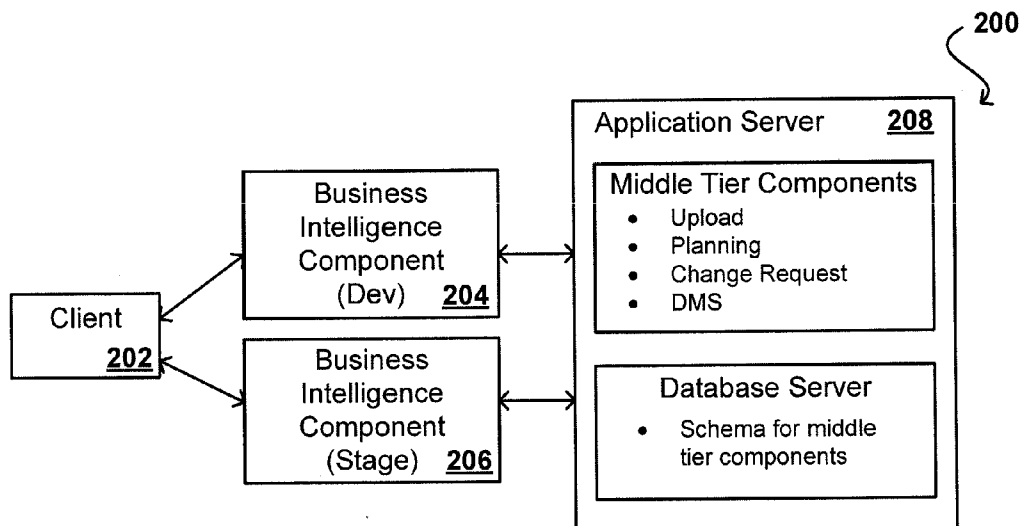 200
Application Server 208
Middle Tier Components
• Upload
• Planning
• Change Request
• DMS
Business
Intelligence
Component
(Dev) 204
Client
202
Business
Intelligence
Component
(Stage) 206
Database Server
• Schema for middle
tier components